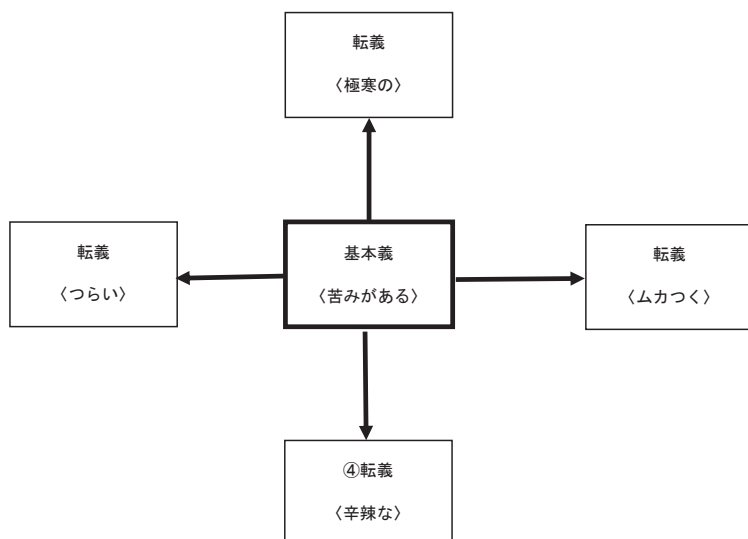 転義
〈極寒の〉
転義
〈つらい〉
基本義
〈苦みがある〉
転義
〈ムカつく〉
④転義
〈辛辣な〉